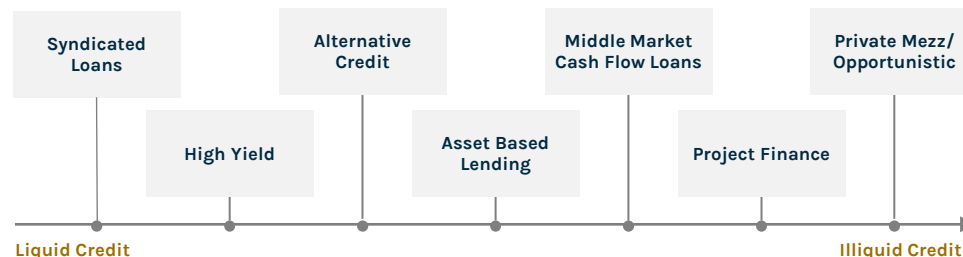 Syndicated
Loans
High Yield
Alternative
Credit
Asset Based
Lending
Middle Market
Cash Flow Loans
Project Finance
Private Mezz/
Opportunistic
Liquid Credit
Illiquid Credit